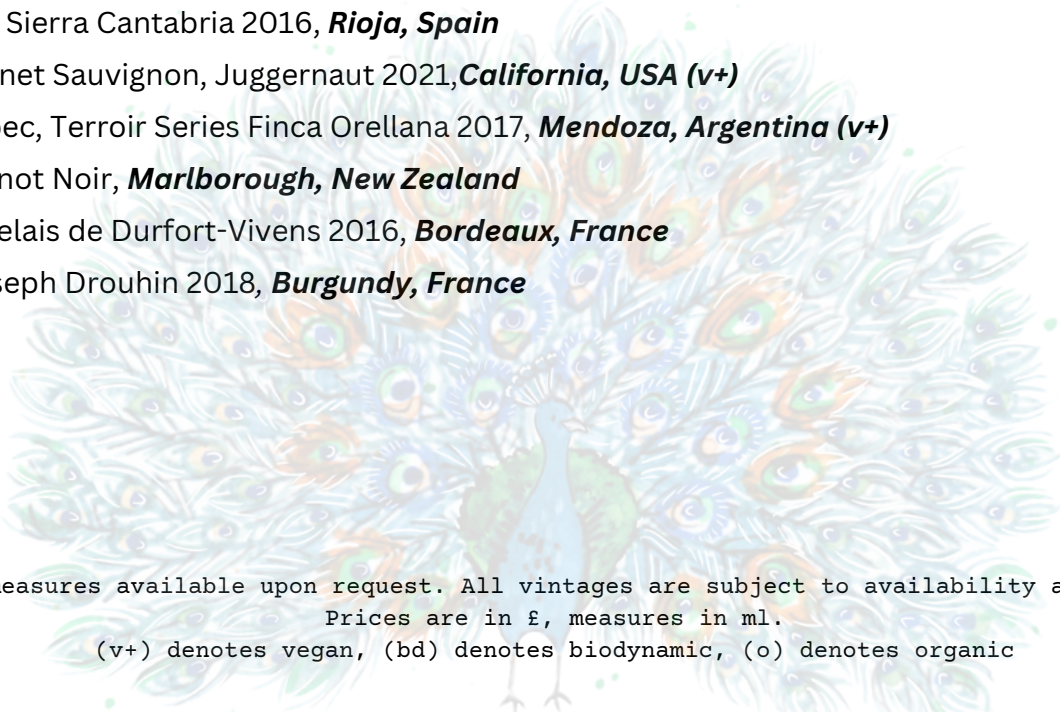 Sierra Cantabria 2016, Rioja, Spain
net Sauvignon, Juggernaut 2021,California, USA (v+)
ec, Terroir Series Finca Orellana 2017, Mendoza, Argentina (v+)
not Noir, Marlborough, New Zealand
elais de Durfort-Vivens 2016, Bordeaux, France
seph Drouhin 2018, Burgundy, France
easures available upon request. All vintages are subject to availability a
Prices are in £, measures in ml.
(v+) denotes vegan, (bd) denotes biodynamic, (o) denotes organic